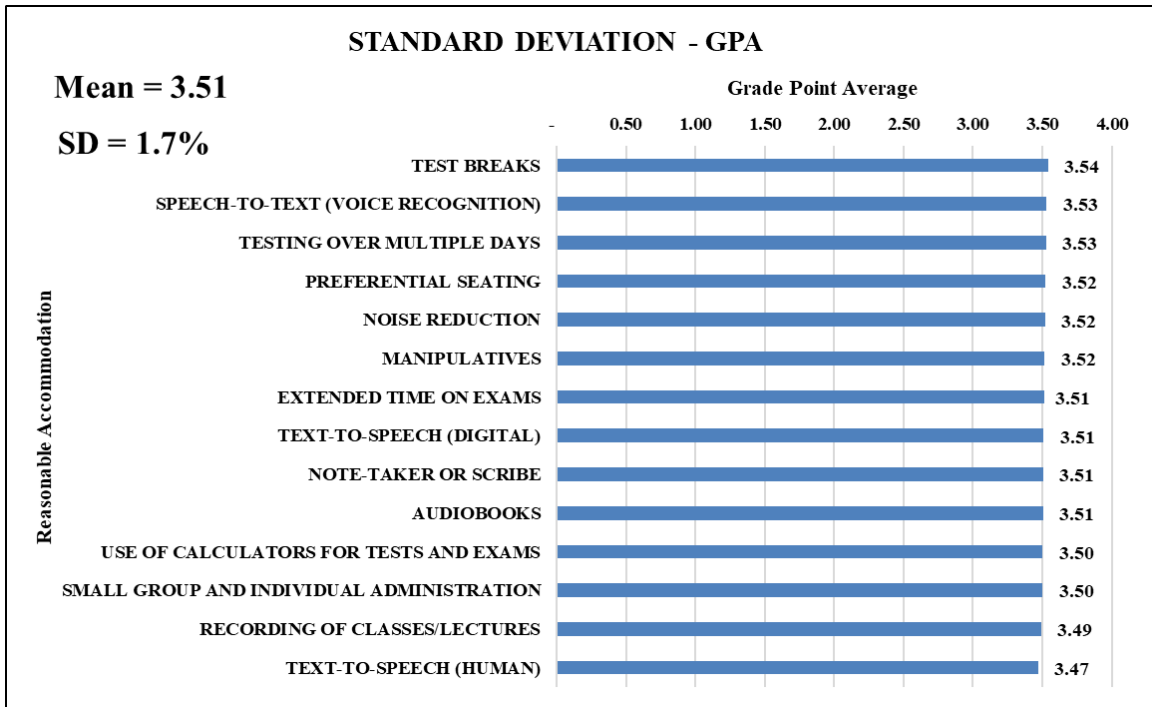 STANDARD DEVIATION - GPA
Mean = 3.51
SD = 1.7%
Grade Point Average
- 0.50 1.00 1.50 2.00 2.50 3.00 3.50 4.00
Reasonable Accommodation
TEST BREAKS 3.54
SPEECH-TO-TEXT (VOICE RECOGNITION) 3.53
TESTING OVER MULTIPLE DAYS 3.53
PREFERENTIAL SEATING 3.52
NOISE REDUCTION 3.52
MANIPULATIVES 3.52
EXTENDED TIME ON EXAMS 3.51
TEXT-TO-SPEECH (DIGITAL) 3.51
NOTE-TAKER OR SCRIBE 3.51
AUDIOBOOKS 3.51
USE OF CALCULATORS FOR TESTS AND EXAMS 3.50
SMALL GROUP AND INDIVIDUAL ADMINISTRATION 3.50
RECORDING OF CLASSES/LECTURES 3.49
TEXT-TO-SPEECH (HUMAN) 3.47